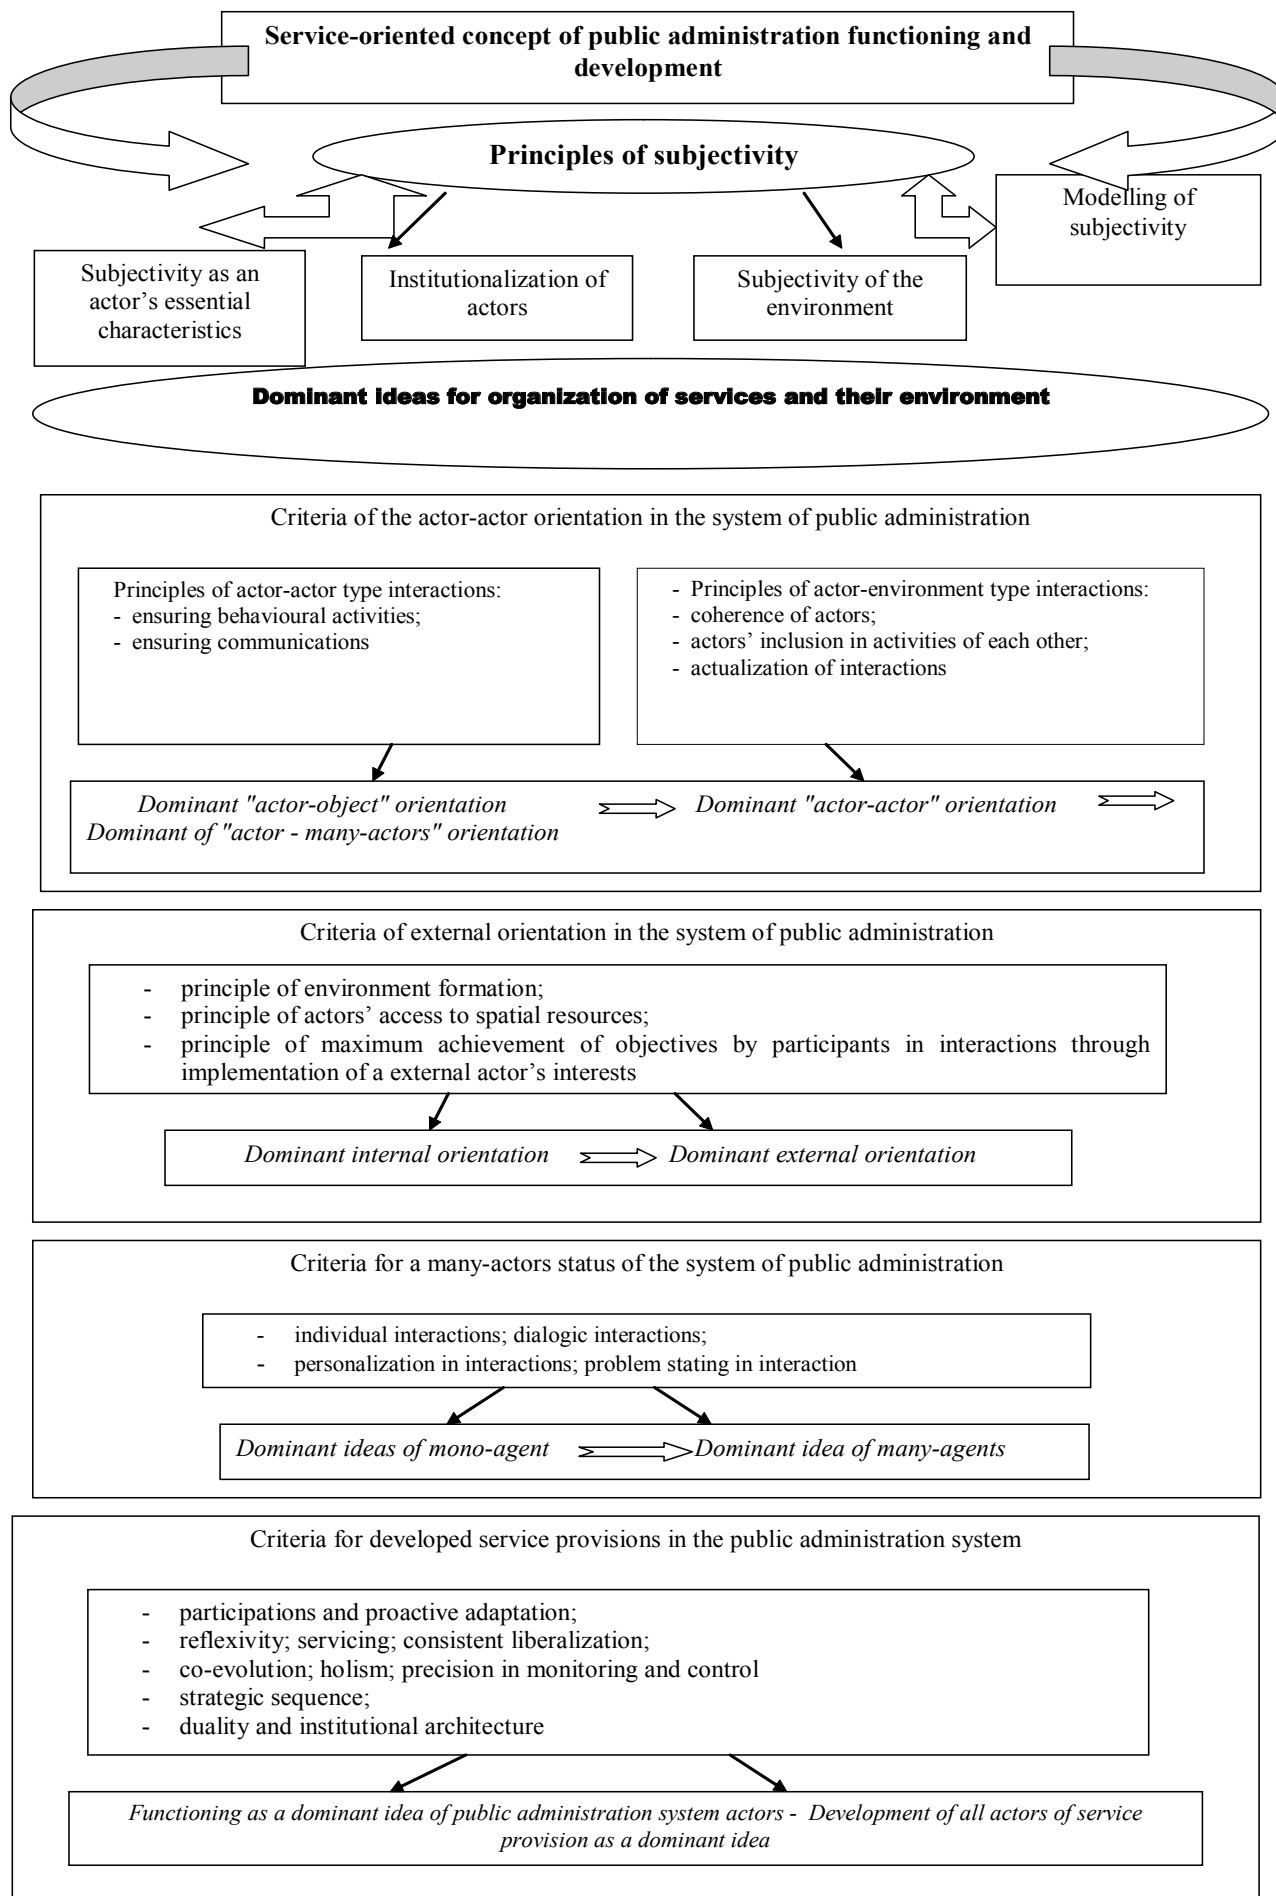 Service-oriented concept of public administration functioning and
development
Principles of subjectivity
Modelling of
subjectivity
Subjectivity as an
actor’s essential
characteristics
Institutionalization of
actors
Subjectivity of the
environment
Dominant ideas for organization of services and their environment
Criteria of the actor-actor orientation in the system of public administration
Principles of actor-actor type interactions:
- ensuring behavioural activities;
- ensuring communications
- Principles of actor-environment type interactions:
- coherence of actors;
- actors’ inclusion in activities of each other;
- actualization of interactions
Dominant "actor-object" orientation
Dominant "actor-actor" orientation
Dominant of "actor - many-actors" orientation
Criteria of external orientation in the system of public administration
- principle of environment formation;
- principle of actors’ access to spatial resources;
- principle of maximum achievement of objectives by participants in interactions through
implementation of a external actor’s interests
Dominant internal orientation
Dominant external orientation
Criteria for a many-actors status of the system of public administration
- individual interactions; dialogic interactions;
- personalization in interactions; problem stating in interaction
Dominant ideas of mono-agent
Dominant idea of many-agents
Criteria for developed service provisions in the public administration system
- participations and proactive adaptation;
- reflexivity; servicing; consistent liberalization;
- co-evolution; holism; precision in monitoring and control
- strategic sequence;
- duality and institutional architecture
Functioning as a dominant idea of public administration system actors - Development of all actors of service
provision as a dominant idea